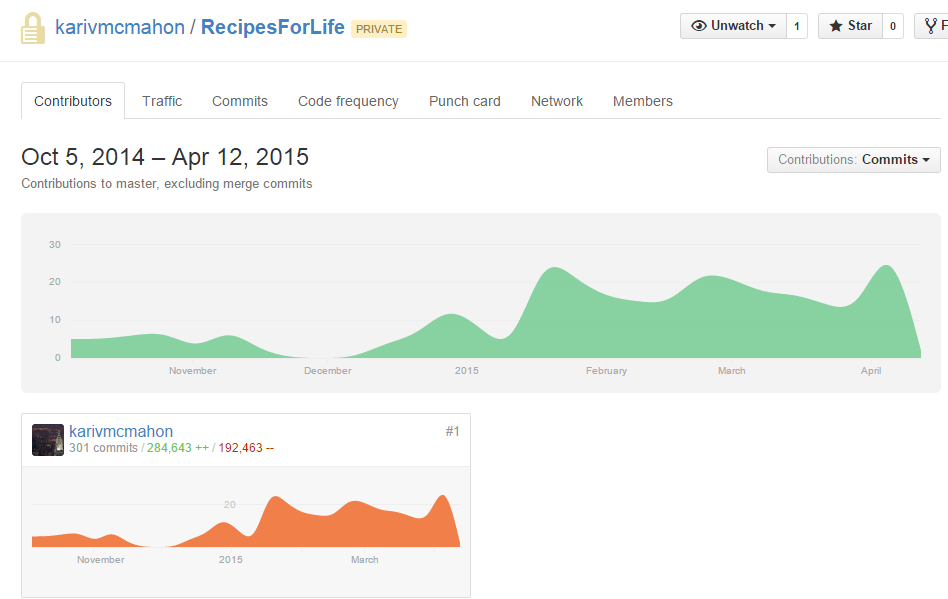 karivmcmahon / RecipesForLife PRIVATE
Unwatch 1 Star 0 F
Contributors Traffic Commits Code frequency Punch card Network Members
Oct 5, 2014 – Apr 12, 2015
Contributions: Commits
Contributions to master, excluding merge commits
30
20
10
0
November December 2015 February March April
karivmcmahon #1
301 commits / 284,643 ++ / 192,463 --
20
November 2015 March